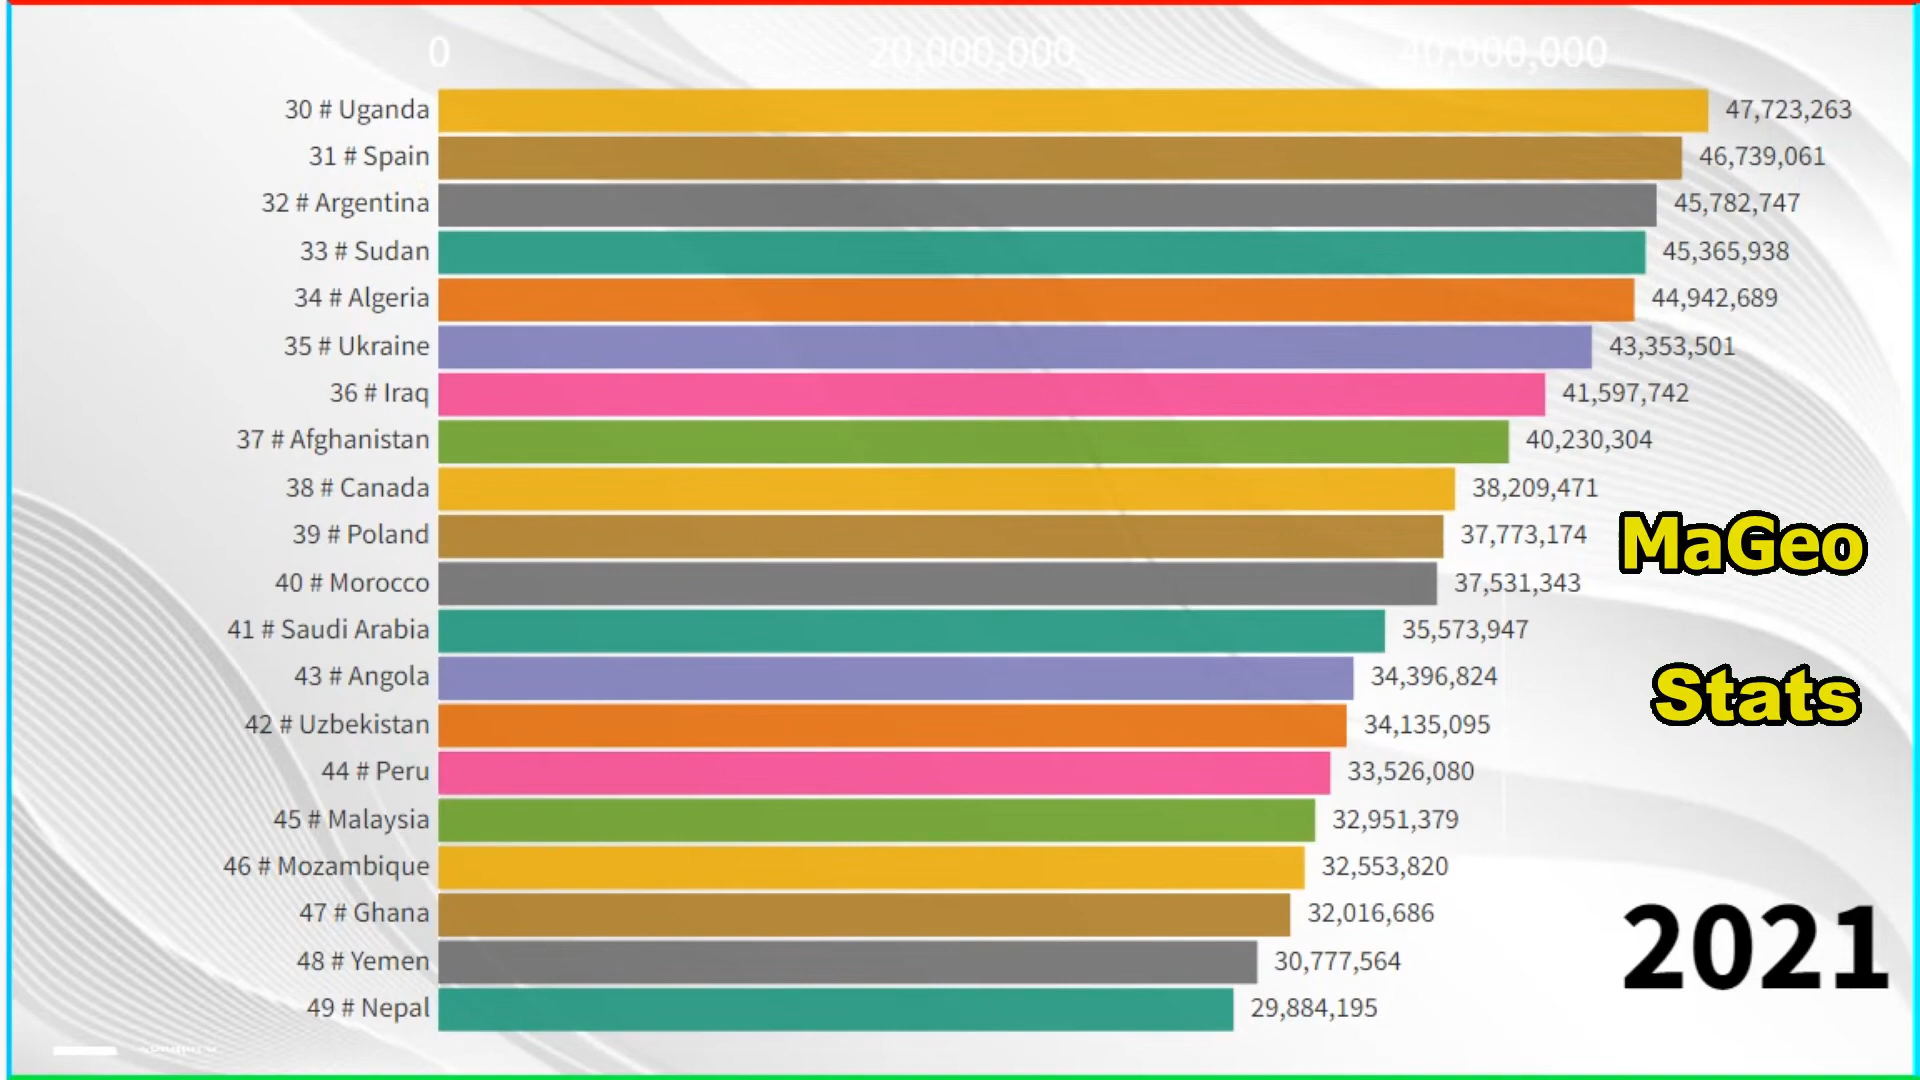 0 20,000,000 40,000,000
30 # Uganda 47,723,263
31 # Spain 46,739,061
32 # Argentina 45,782,747
33 # Sudan 45,365,938
34 # Algeria 44,942,689
35 # Ukraine 43,353,501
36 # Iraq 41,597,742
37 # Afghanistan 40,230,304
38 # Canada 38,209,471
39 # Poland 37,773,174
MaGeo
40 # Morocco 37,531,343
41 # Saudi Arabia 35,573,947
43 # Angola 34,396,824
Stats
42 # Uzbekistan 34,135,095
44 # Peru 33,526,080
45 # Malaysia 32,951,379
46 # Mozambique 32,553,820
47 # Ghana 32,016,686
2021
48 # Yemen 30,777,564
49 # Nepal 29,884,195